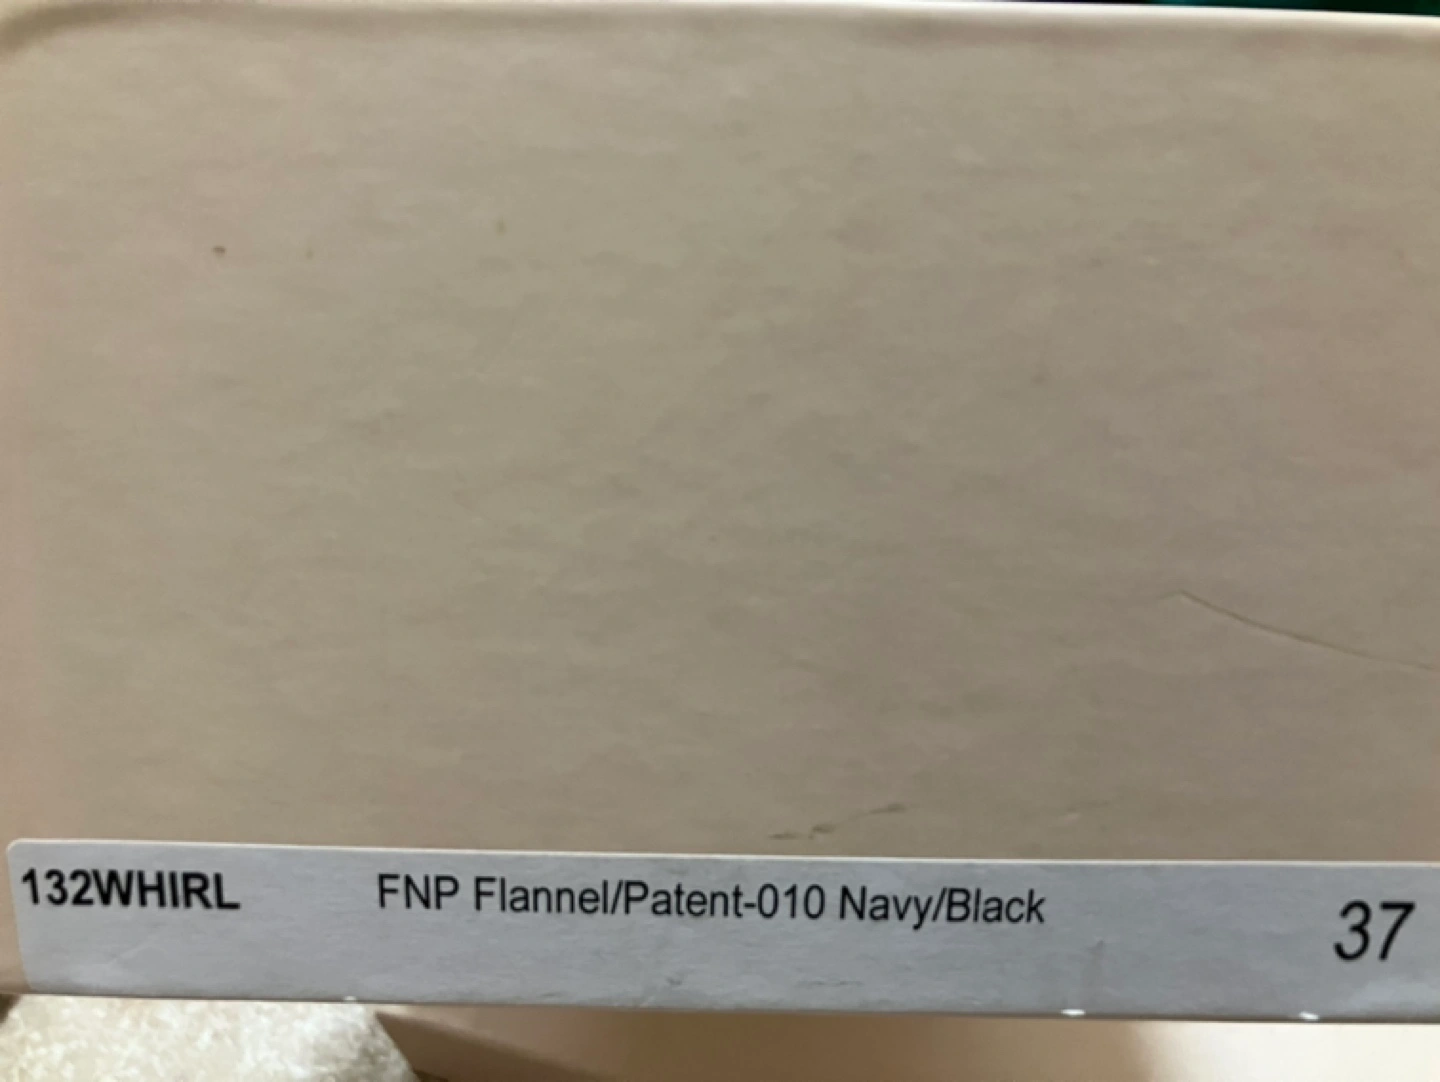 132WHIRL FNP Flannel/Patent-010 Navy/Black 37